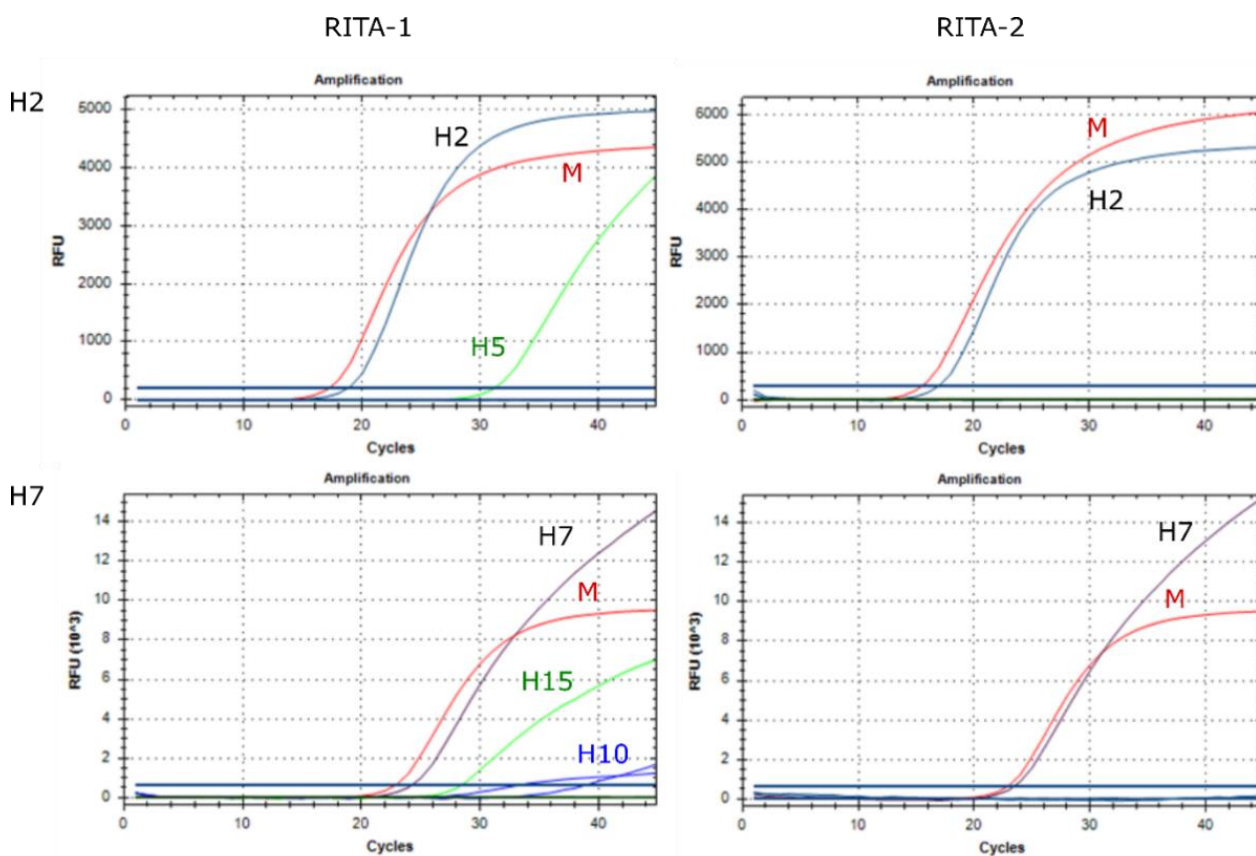 RITA-1
RITA-2
H2
Amplification
RFU
5000
4000
3000
2000
1000
0
H2
M
H5
0
10
20
30
40
Cycles
Amplification
RFU
6000
5000
4000
3000
2000
1000
0
M
H2
0
10
20
30
40
Cycles
H7
Amplification
RFU (10^3)
14
12
10
8
6
4
2
0
H7
M
H15
H10
0
10
20
30
40
Cycles
Amplification
RFU (10^3)
14
12
10
8
6
4
2
0
H7
M
0
10
20
30
40
Cycles